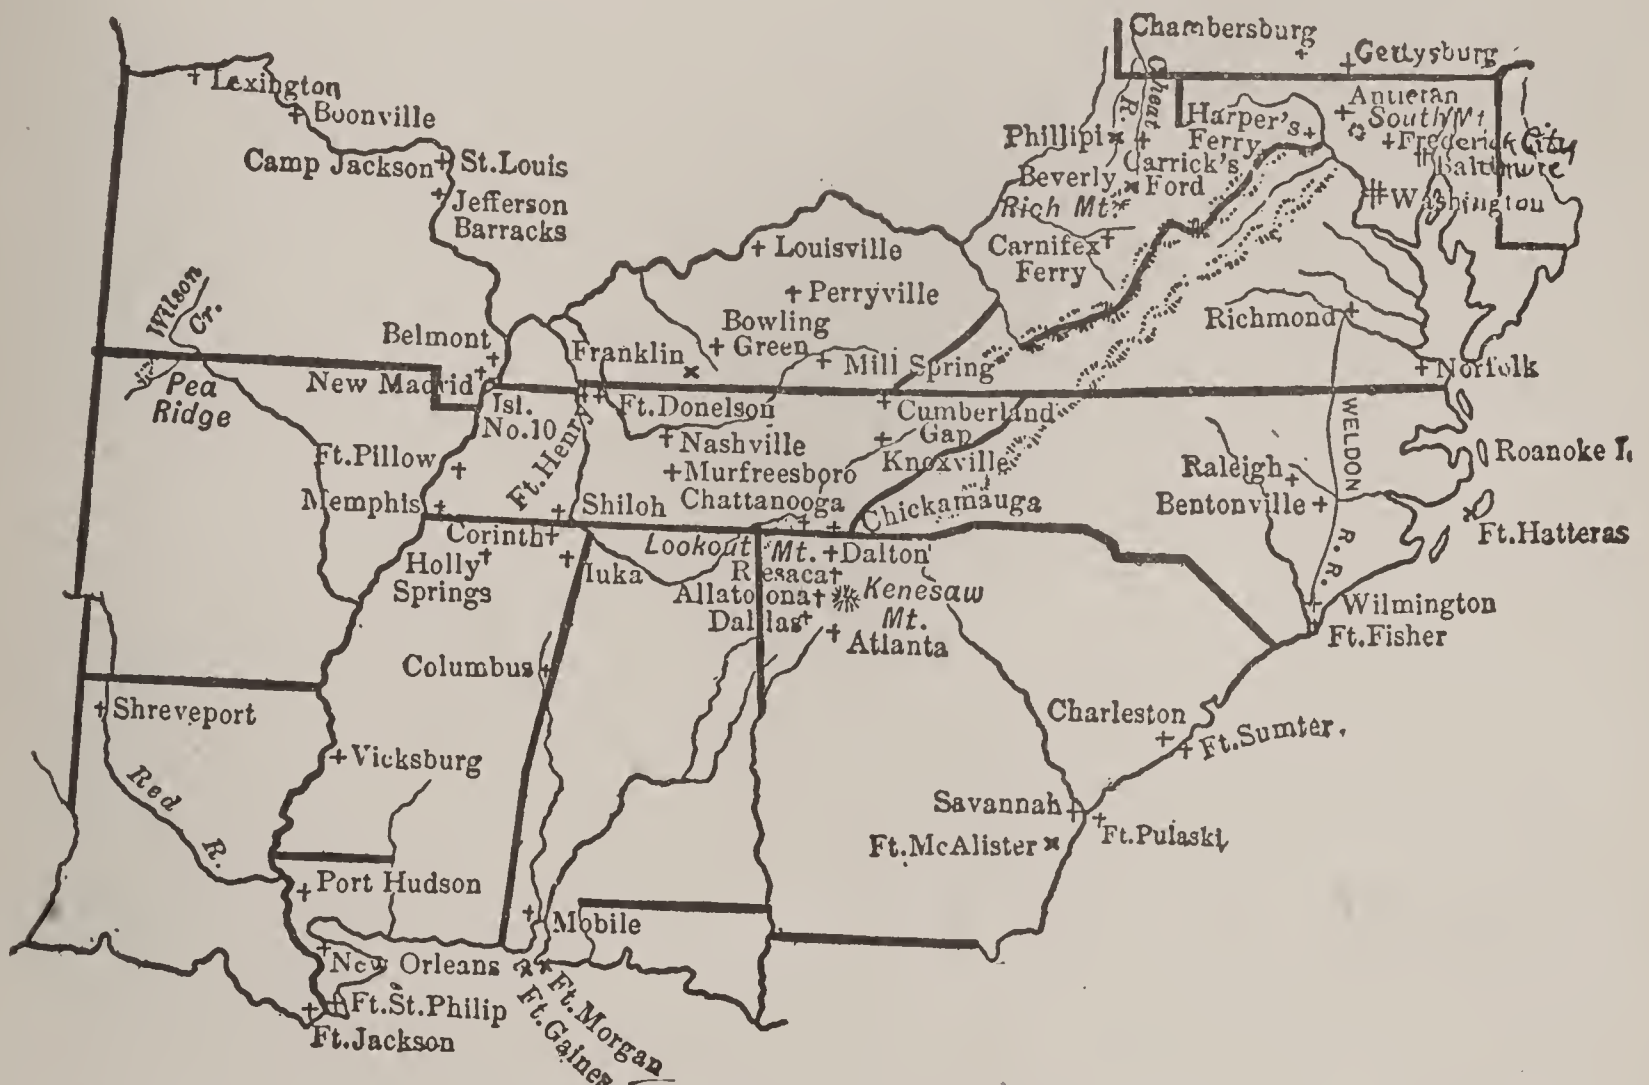 Chambersburg
Gettysburg
Lexington
Boonville
Cheat
R.
Antietan
South Mt
Harper's
Ferry
Frederick City
Baltimore
Phillipi
Camp Jackson
St.Louis
Carrick's
Ford
Beverly
Rich Mt.
Washington
Jefferson
Barracks
Louisville
Carnifex
Ferry
Wilson
Cr.
Perryville
Richmond
Belmont
Bowling
Green
Franklin
Mill Spring
Norfolk
Pea
Ridge
New Madrid
Isl.
No.10
Ft.Donelson
Cumberland
Gap
WELDON
R.R.
Ft.Henry
Nashville
Ft.Pillow
Murfreesboro
Knoxville
Raleigh
Roanoke I.
Memphis
Shiloh
Chattanooga
Chickamauga
Bentonville
Ft.Hatteras
Corinth
Lookout Mt.
Dalton
Holly
Springs
Iuka
Resaca
Allatoona
Kenesaw
Mt.
Dallas
Atlanta
Wilmington
Ft.Fisher
Columbus
Shreveport
Charleston
Ft.Sumter.
Vicksburg
Red
R.
Savannah
Ft.Pulaski
Ft.McAlister
Port Hudson
Mobile
New Orleans
Ft.St.Philip
Ft.Jackson
Ft.Morgan
Ft.Gaines